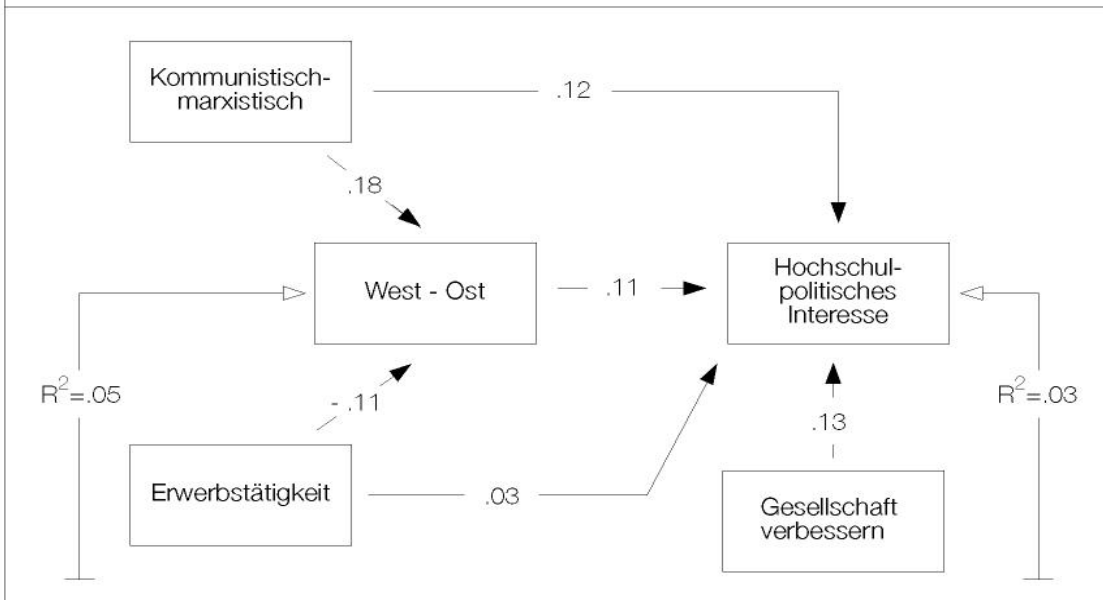 Kommunistisch-
marxistisch
.12
.18
West - Ost
.11
Hochschul-
politisches
Interesse
R²=.05
- .11
R²=.03
.13
Erwerbstätigkeit
.03
Gesellschaft
verbessern